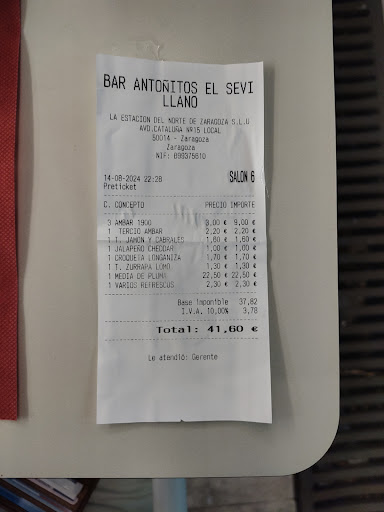 BAR ANTOÑITOS EL SEVI
LLANO
LA ESTACION DEL NORTE DE ZARAGOZA S.L.U
AVD.CATALUÑA Nº15 LOCAL
50014 - Zaragoza
Zaragoza
NIF: B99375610
14-08-2024 22:28 SALON 6
Preticket
C. CONCEPTO PRECIO IMPORTE
3 AMBAR 1900 3,00 € 9,00 €
1 TERCIO AMBAR 2,20 € 2,20 €
1 T. JAMON Y CABRALES 1,60 € 1,60 €
1 JALAPEÑO CHEDDAR 1,00 € 1,00 €
1 CROQUETA LONGANIZA 1,70 € 1,70 €
1 T. ZURRAPA LOMO 1,30 € 1,30 €
1 MEDIA DE PLUMA 22,50 € 22,50 €
1 VARIOS REFRESCOS 2,30 € 2,30 €
Base Imponible 37,82
I.V.A. 10,00% 3,78
Total: 41,60 €
Le atendió: Gerente